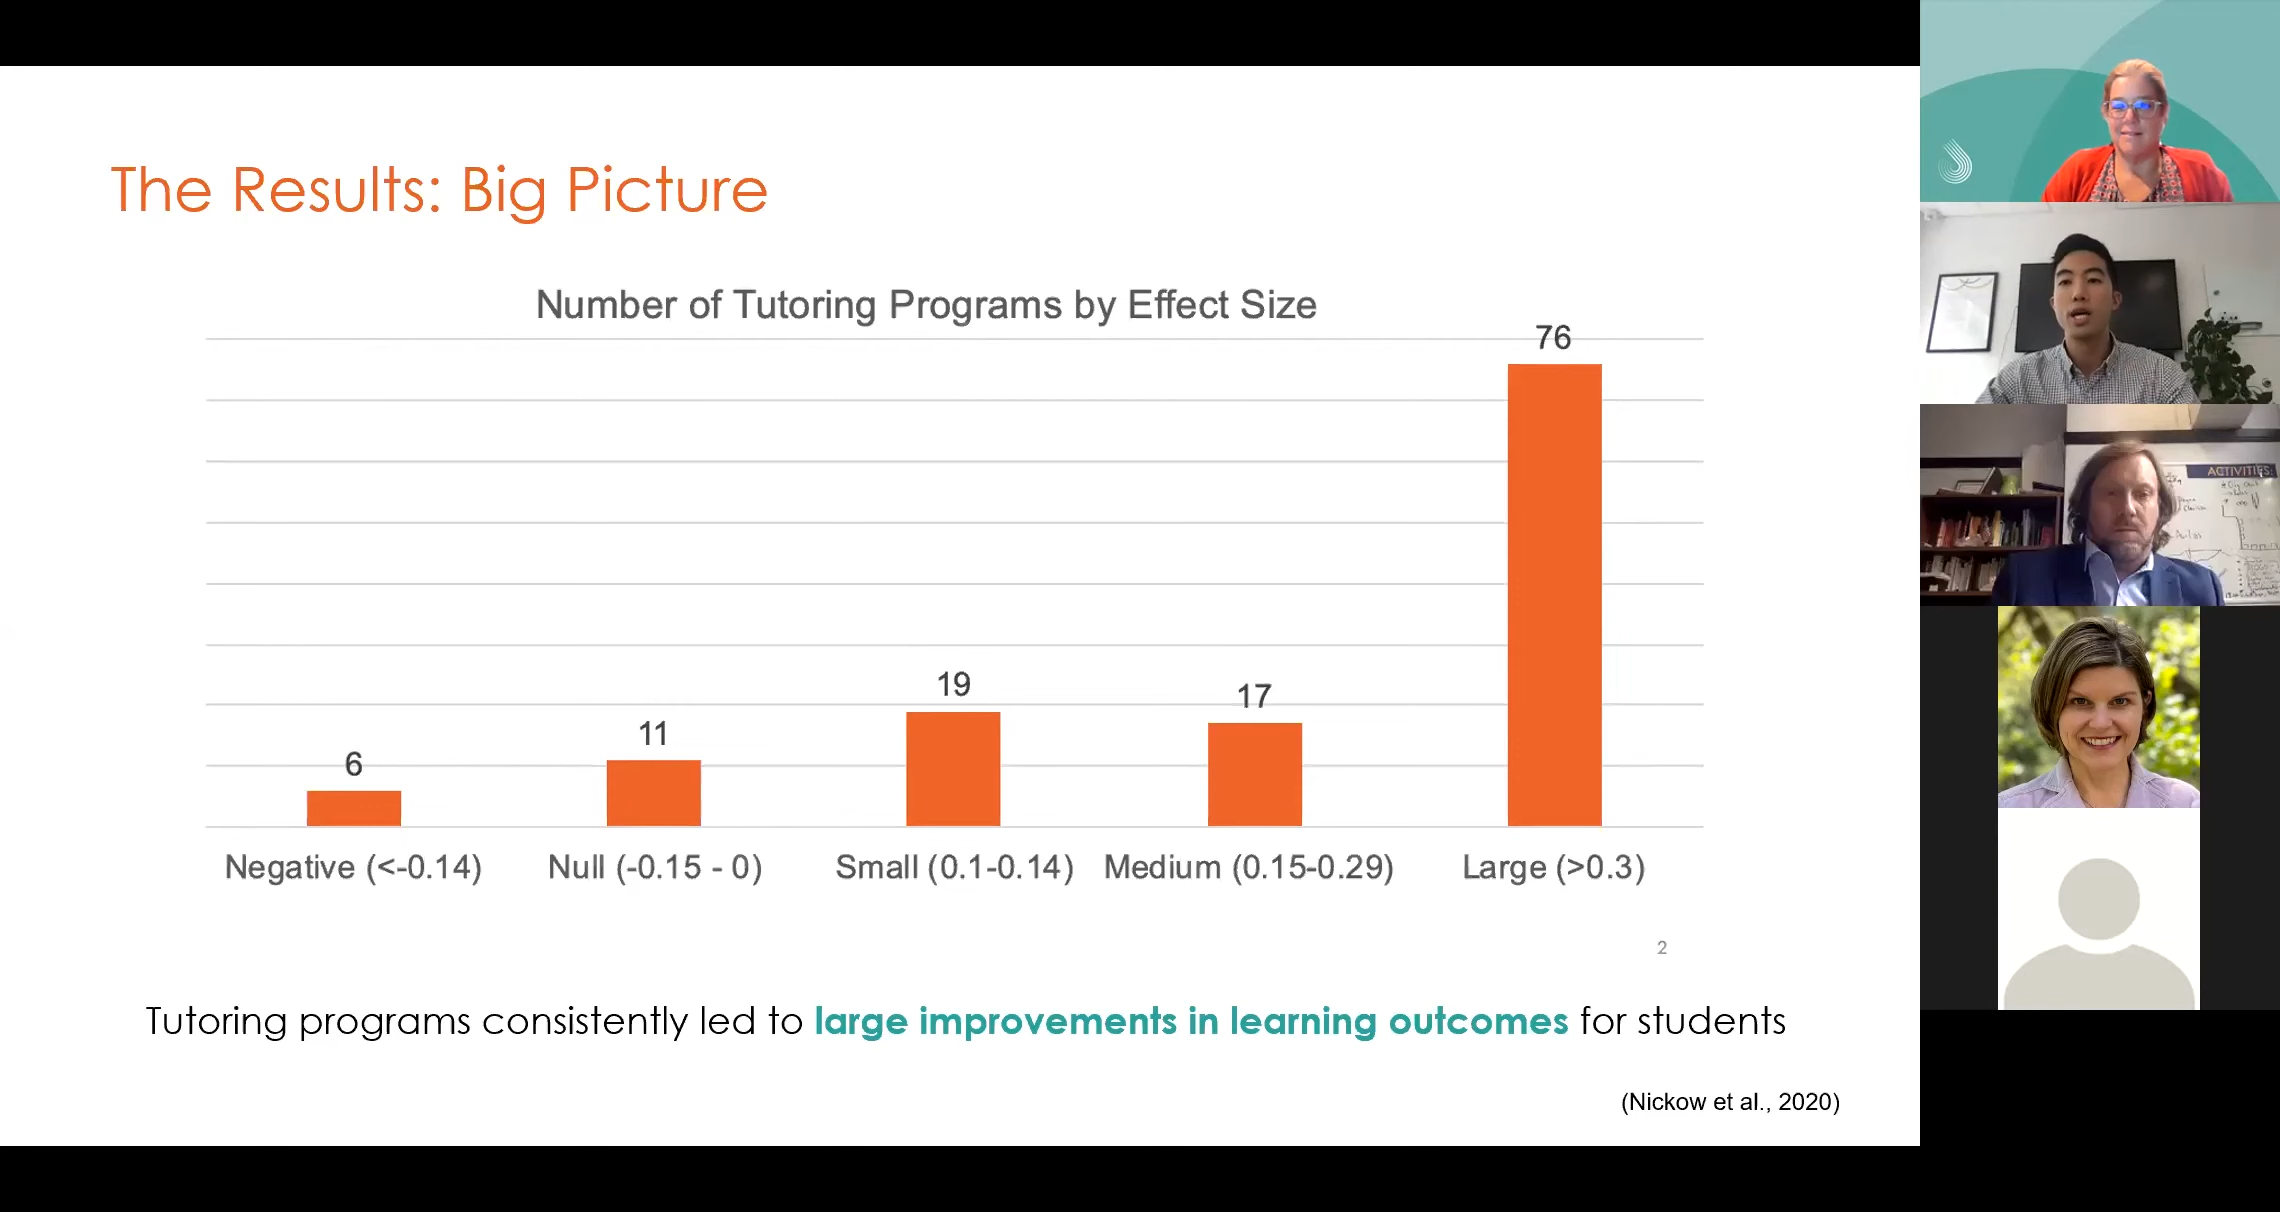 The Results: Big Picture
Number of Tutoring Programs by Effect Size
76
19
17
11
6
Negative (<-0.14)
Null (-0.15 - 0)
Small (0.1-0.14)
Medium (0.15-0.29)
Large (>0.3)
2
Tutoring programs consistently led to large improvements in learning outcomes for students
(Nickow et al., 2020)
ACTIVITIES: